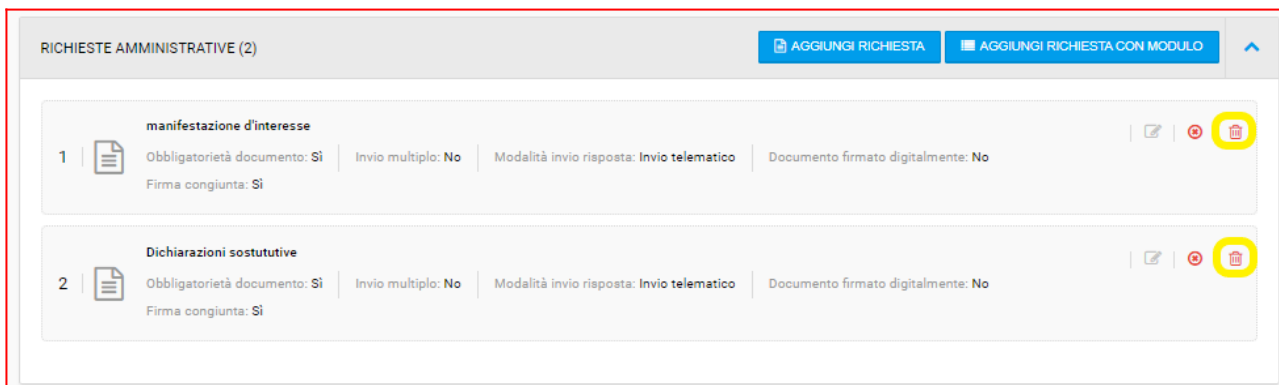 RICHIESTE AMMINISTRATIVE (2)
AGGIUNGI RICHIESTA
AGGIUNGI RICHIESTA CON MODULO
manifestazione d'interesse
1
Obbligatorietà documento: Sì
Invio multiplo: No
Modalità invio risposta: Invio telematico
Documento firmato digitalmente: No
Firma congiunta: Sì
Dichiarazioni sostututive
2
Obbligatorietà documento: Sì
Invio multiplo: No
Modalità invio risposta: Invio telematico
Documento firmato digitalmente: No
Firma congiunta: Sì